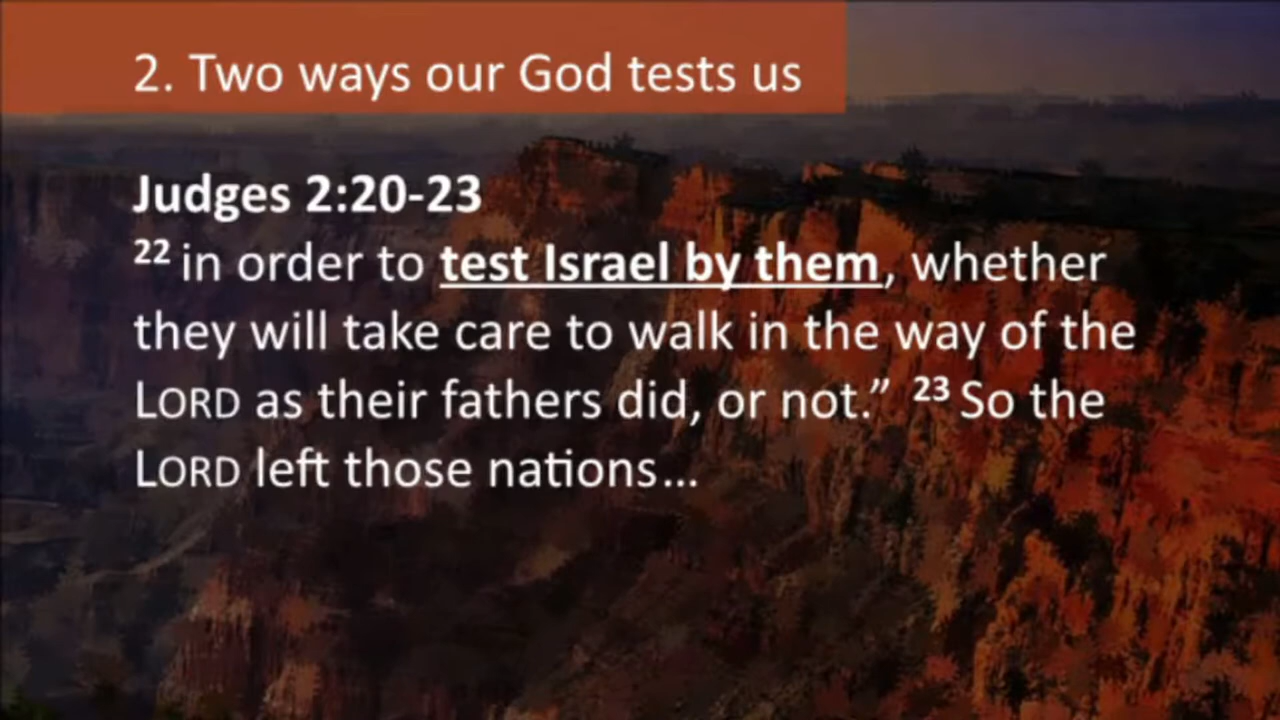 2. Two ways our God tests us
Judges 2:20-23
22 in order to test Israel by them, whether
they will take care to walk in the way of the
LORD as their fathers did, or not.” 23 So the
LORD left those nations...